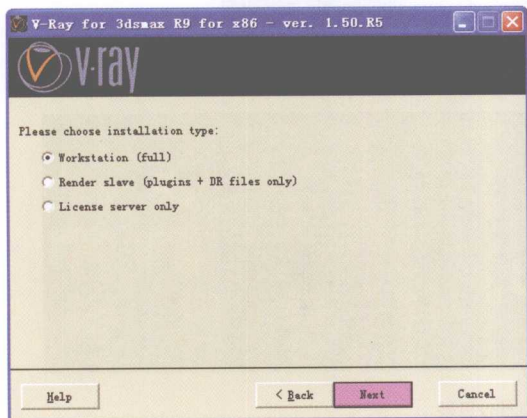 V-Ray for 3dsmax R9 for x86 - ver. 1.50.R5
v·ray
Please choose installation type:
Workstation (full)
Render slave (plugins + DR files only)
License server only
Help
< Back
Next
Cancel